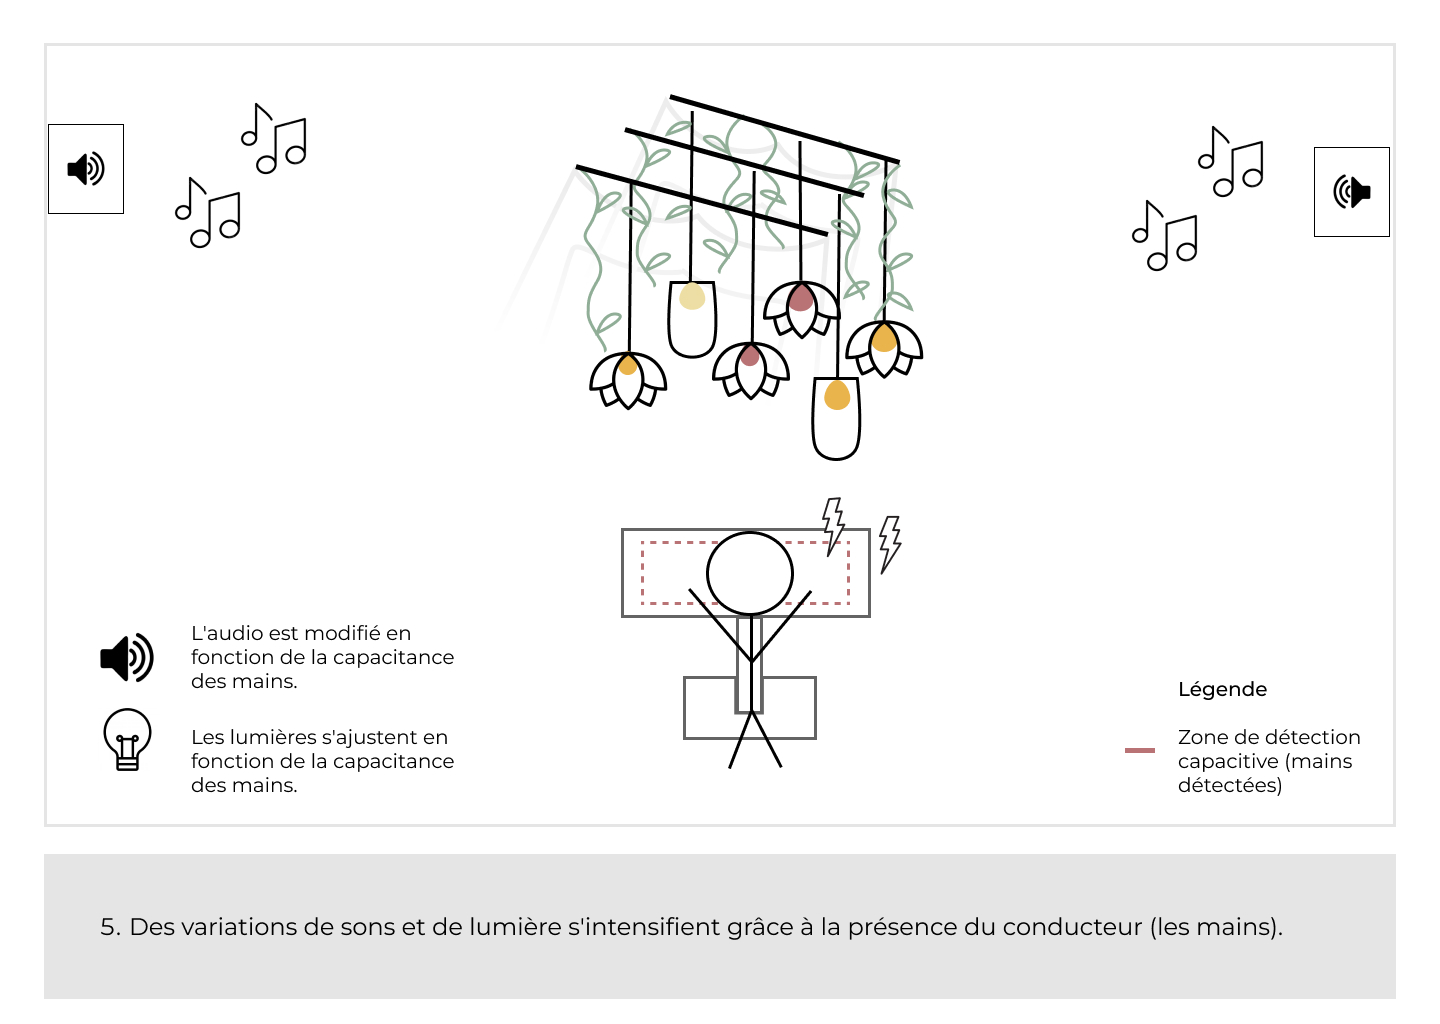 L'audio est modifié en
fonction de la capacitance
des mains.
Les lumières s'ajustent en
fonction de la capacitance
des mains.
Légende
Zone de détection
capacitive (mains
détectées)
5. Des variations de sons et de lumière s'intensifient grâce à la présence du conducteur (les mains).